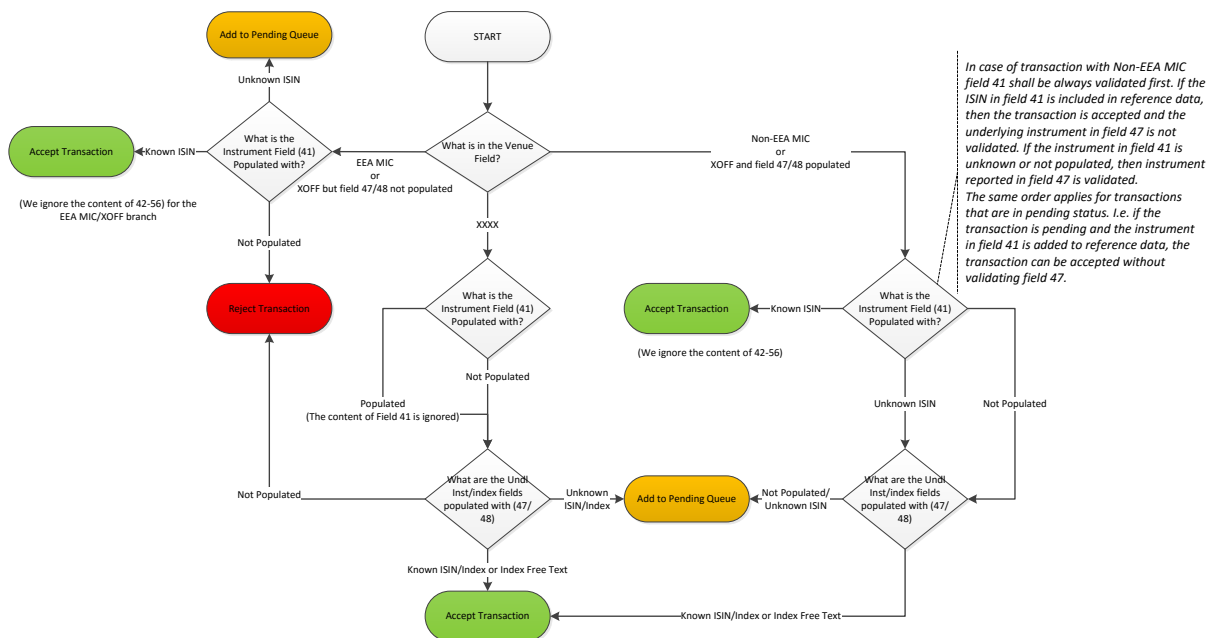 Add to Pending Queue
START
Unknown ISIN
In case of transaction with Non-EEA MIC
field 41 shall be always validated first. If the
ISIN in field 41 is included in reference data,
then the transaction is accepted and the
underlying instrument in field 47 is not
validated. If the instrument in field 41 is
unknown or not populated, then instrument
reported in field 47 is validated.
The same order applies for transactions
that are in pending status. I.e. if the
transaction is pending and the instrument
in field 41 is added to reference data, the
transaction can be accepted without
validating field 47.
Accept Transaction
Known ISIN
What is the
Instrument Field (41)
Populated with?
EEA MIC
or
XOFF but field 47/48 not populated
What is in the Venue
Field?
Non-EEA MIC
or
XOFF and field 47/48 populated
(We ignore the content of 42-56) for the
EEA MIC/XOFF branch
XXXX
Not Populated
Reject Transaction
What is the
Instrument Field (41)
Populated with?
Accept Transaction
Known ISIN
What is the
Instrument Field (41)
Populated with?
(We ignore the content of 42-56)
Not Populated
Populated
(The content of Field 41 is ignored)
Unknown ISIN
Not Populated
Not Populated
What are the Undl
Inst/index fields
populated with (47/
48)
Unknown
ISIN/Index
Add to Pending Queue
Not Populated/
Unknown ISIN
What are the Undl
Inst/index fields
populated with (47/
48)
Known ISIN/Index or Index Free Text
Accept Transaction
Known ISIN/Index or Index Free Text